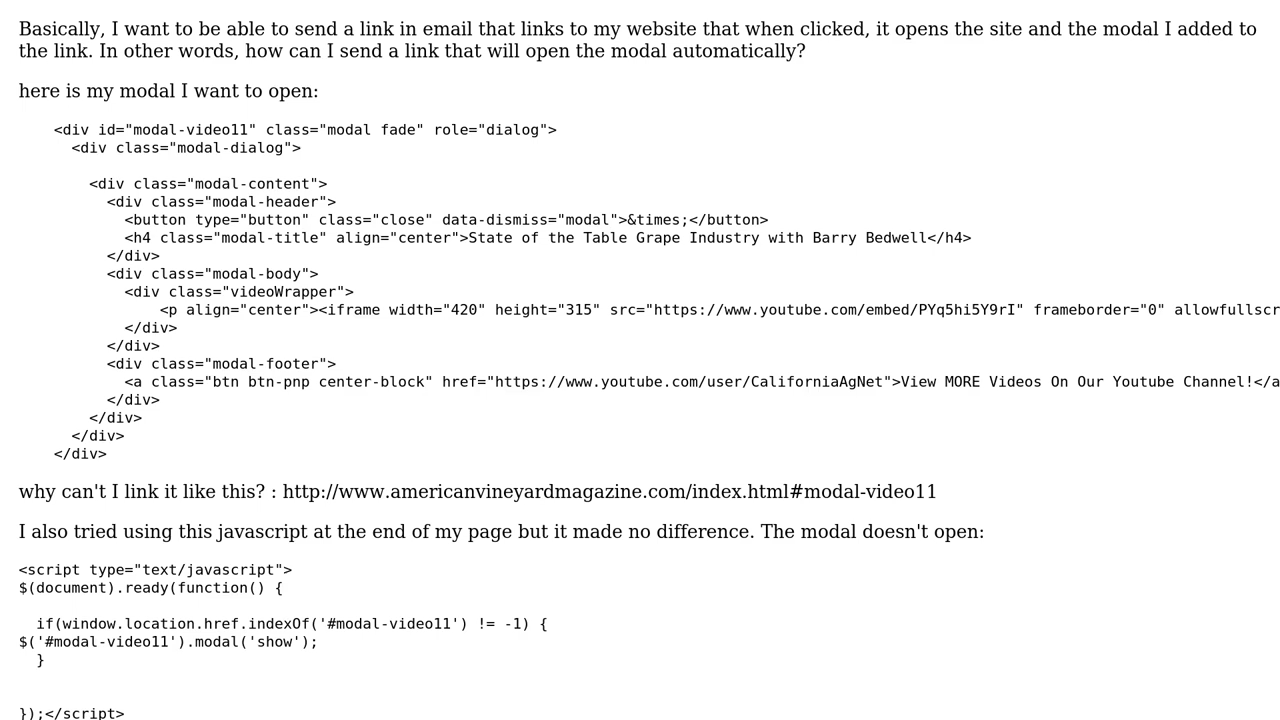 Basically, I want to be able to send a link in email that links to my website that when clicked, it opens the site and the modal I added to
the link. In other words, how can I send a link that will open the modal automatically?
here is my modal I want to open:
<div id="modal-video11" class="modal fade" role="dialog">
<div class="modal-dialog">
<div class="modal-content">
<div class="modal-header">
<button type="button" class="close" data-dismiss="modal">&times;</button>
<h4 class="modal-title" align="center">State of the Table Grape Industry with Barry Bedwell</h4>
</div>
<div class="modal-body">
<div class="videoWrapper">
<p align="center"><iframe width="420" height="315" src="https://www.youtube.com/embed/PYq5hi5Y9rI" frameborder="0" allowfullscr
</div>
</div>
<div class="modal-footer">
<a class="btn btn-pnp center-block" href="https://www.youtube.com/user/CaliforniaAgNet">View MORE Videos On Our Youtube Channel!</a
</div>
</div>
</div>
</div>
why can't I link it like this? : http://www.americanvineyardmagazine.com/index.html#modal-video11
I also tried using this javascript at the end of my page but it made no difference. The modal doesn't open:
<script type="text/javascript">
$(document).ready(function() {
if(window.location.href.indexOf('#modal-video11') != -1) {
$('#modal-video11').modal('show');
}
});</script>